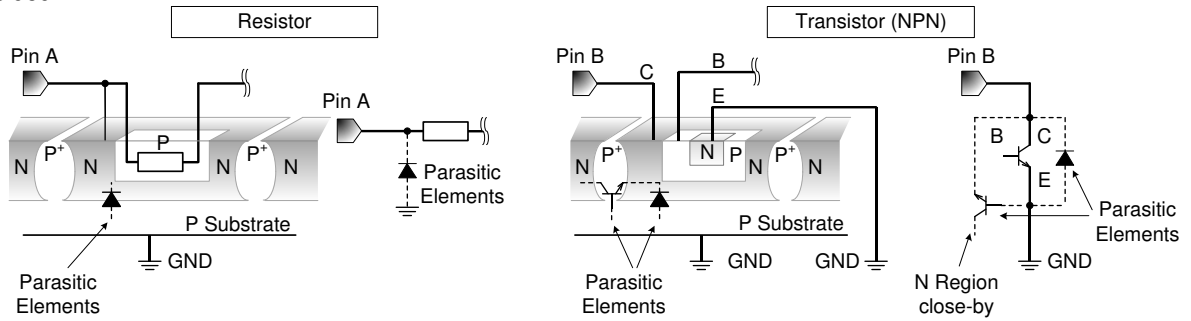 Resistor
Transistor (NPN)
Pin A
Pin B
C
B
E
Pin B
Pin A
N
P+
N
P
N
P+
N
Parasitic
Elements
P Substrate
GND
Parasitic
Elements
N
P+
N
N
P
N
P+
N
P Substrate
GND
GND
Parasitic
Elements
B
C
E
Parasitic
Elements
GND
N Region
close-by